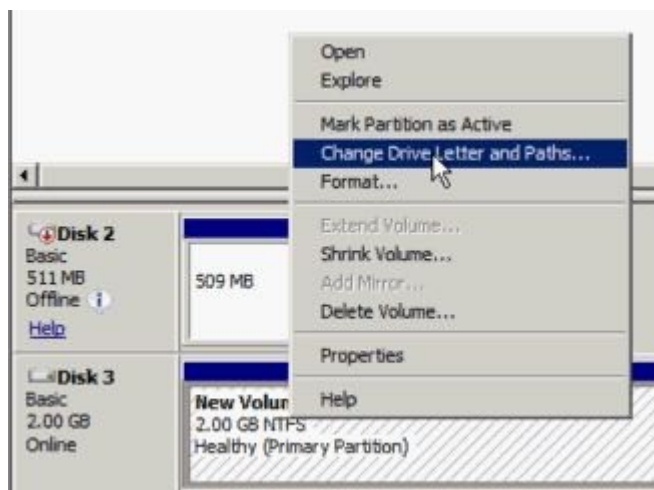 Open
Explore
Mark Partition as Active
Change Drive Letter and Paths...
Format...
Extend Volume...
Shrink Volume...
Add Mirror...
Delete Volume...
Properties
Help
Disk 2
Basic
511 MB
Offline
Help
509 MB
Disk 3
Basic
2.00 GB
Online
New Volum
2.00 GB NTFS
Healthy (Primary Partition)